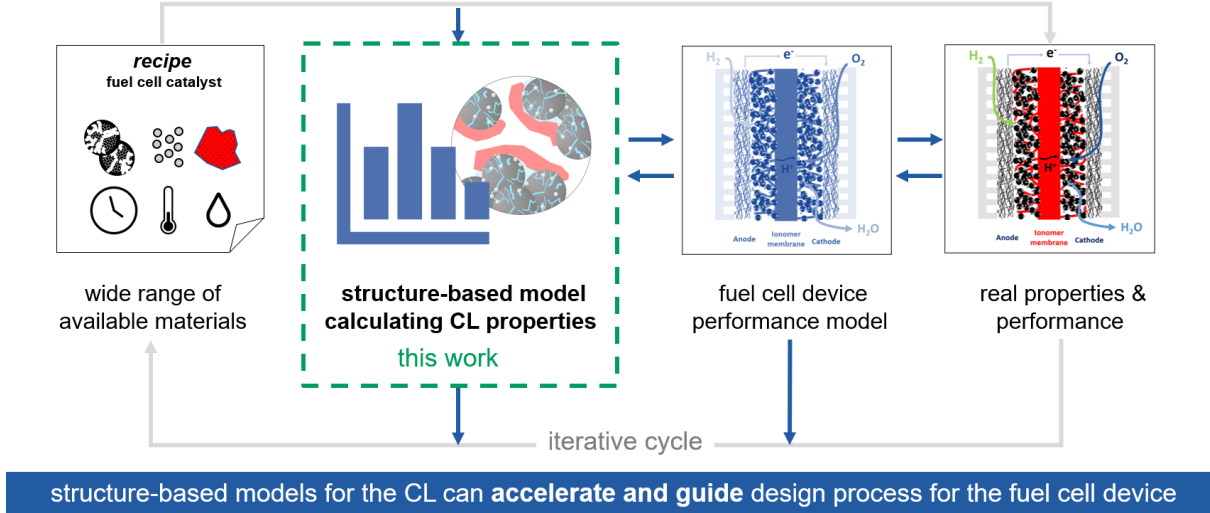 recipe
fuel cell catalyst
wide range of
available materials
structure-based model
calculating CL properties
this work
H₂
e⁻
O₂
H⁺
H₂O
Anode
Ionomer
membrane
Cathode
fuel cell device
performance model
H₂
e⁻
O₂
H⁺
H₂O
Anode
Ionomer
membrane
Cathode
real properties &
performance
iterative cycle
structure-based models for the CL can accelerate and guide design process for the fuel cell device